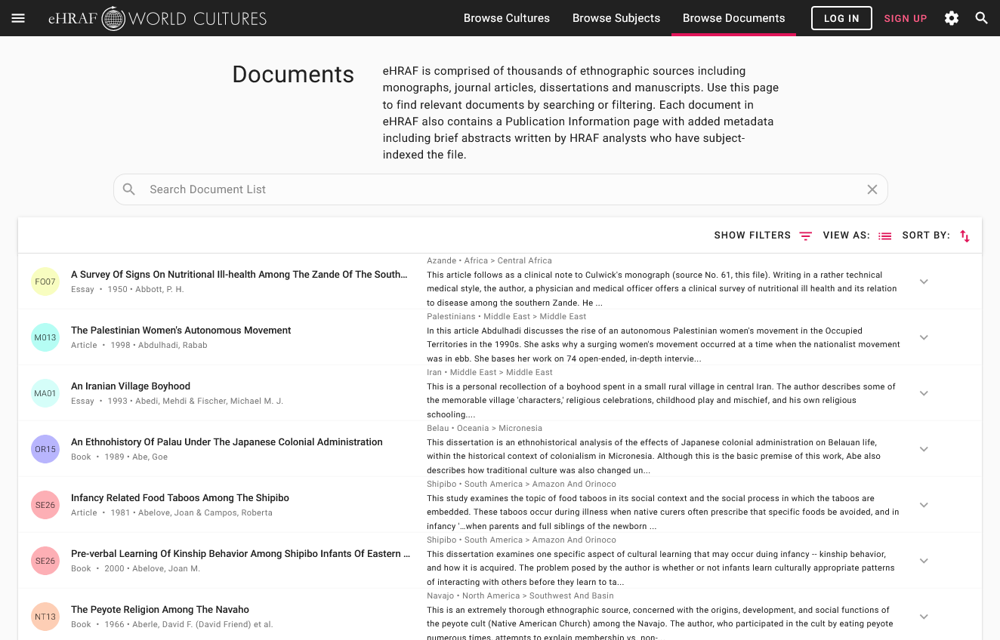 eHRAF WORLD CULTURES
Browse Cultures
Browse Subjects
Browse Documents
LOG IN
SIGN UP
Documents
eHRAF is comprised of thousands of ethnographic sources including
monographs, journal articles, dissertations and manuscripts. Use this page
to find relevant documents by searching or filtering. Each document in
eHRAF also contains a Publication Information page with added metadata
including brief abstracts written by HRAF analysts who have subject-
indexed the file.
Search Document List
SHOW FILTERS
VIEW AS:
SORT BY:
FO07
A Survey Of Signs On Nutritional Ill-health Among The Zande Of The South...
Essay • 1950 • Abbott, P. H.
Azande • Africa > Central Africa
This article follows as a clinical note to Culwick's monograph (source No. 61, this file). Writing in a rather technical
medical style, the author, a physician and medical officer offers a clinical survey of nutritional ill health and its relation
to disease among the southern Zande. He ...
M013
The Palestinian Women's Autonomous Movement
Article • 1998 • Abdulhadi, Rabab
Palestinians • Middle East > Middle East
In this article Abdulhadi discusses the rise of an autonomous Palestinian women's movement in the Occupied
Territories in the 1990s. She asks why a surging women's movement occurred at a time when the nationalist movement
was in ebb. She bases her work on 74 open-ended, in-depth intervie...
MA01
An Iranian Village Boyhood
Essay • 1993 • Abedi, Mehdi & Fischer, Michael M. J.
Iran • Middle East > Middle East
This is a personal recollection of a boyhood spent in a small rural village in central Iran. The author describes some of
the memorable village 'characters,' religious celebrations, childhood play and mischief, and his own religious
schooling....
OR15
An Ethnohistory Of Palau Under The Japanese Colonial Administration
Book • 1989 • Abe, Goe
Belau • Oceania > Micronesia
This dissertation is an ethnohistorical analysis of the effects of Japanese colonial administration on Belauan life,
within the historical context of colonialism in Micronesia. Although this is the basic premise of this work, Abe also
describes how traditional culture was also changed un...
SE26
Infancy Related Food Taboos Among The Shipibo
Article • 1981 • Abelove, Joan & Campos, Roberta
Shipibo • South America > Amazon And Orinoco
This study examines the topic of food taboos in its social context and the social process in which the taboos are
embedded. These taboos occur during illness when native curers often prescribe that specific foods be avoided, and in
infancy '...when parents and full siblings of the newborn ...
SE26
Pre-verbal Learning Of Kinship Behavior Among Shipibo Infants Of Eastern ...
Book • 2000 • Abelove, Joan M.
Shipibo • South America > Amazon And Orinoco
This dissertation examines one specific aspect of cultural learning that may occur duing infancy -- kinship behavior,
and how it is acquired. The problem posed by the author is whether or not infants learn culturally appropriate patterns
of interacting with others before they learn to ta...
NT13
The Peyote Religion Among The Navaho
Book • 1966 • Aberle, David F. (David Friend) et al.
Navajo • North America > Southwest And Basin
This is an extremely thorough ethnographic source, concerned with the origins, development, and social functions of
the peyote cult (Native American Church) among the Navajo. The author, who participated in the cult by eating peyote
numerous times, attempts to explain membership vs. non-...